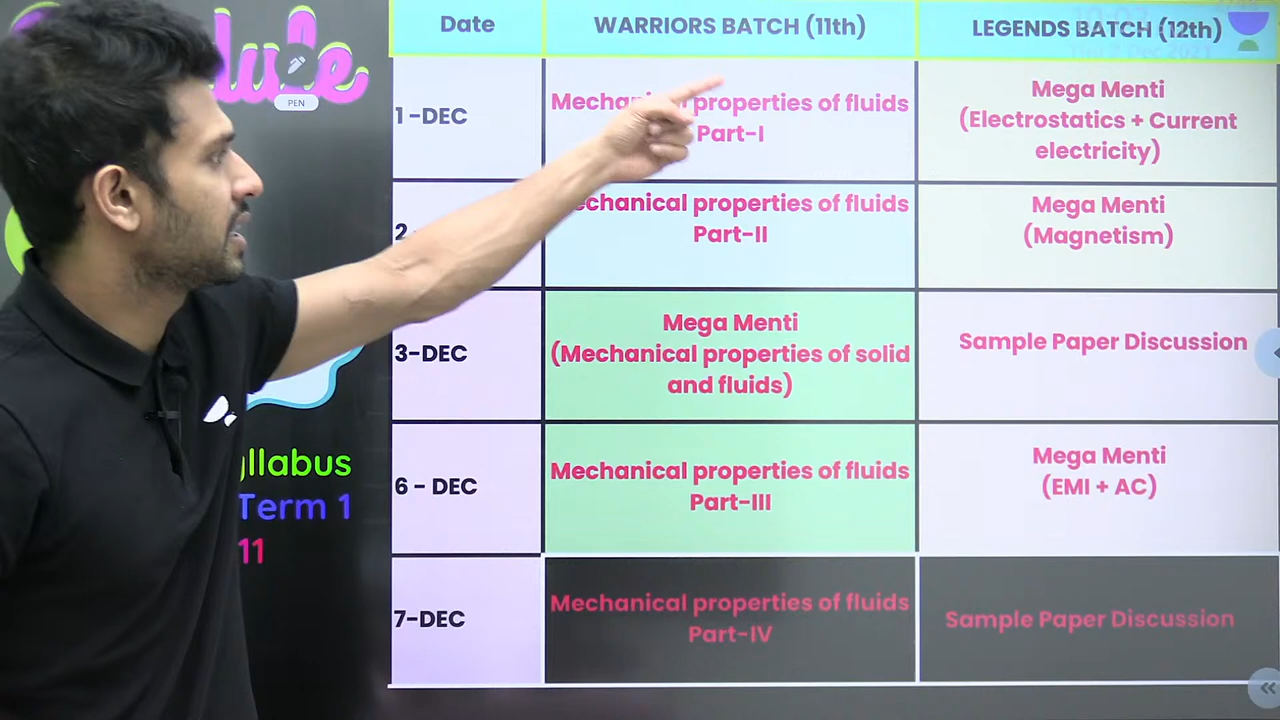 PEN
Date
WARRIORS BATCH (11th)
LEGENDS BATCH (12th)
1 -DEC
Mechanical properties of fluids
Part-I
Mega Menti
(Electrostatics + Current
electricity)
2
Mechanical properties of fluids
Part-II
Mega Menti
(Magnetism)
3-DEC
Mega Menti
(Mechanical properties of solid
and fluids)
Sample Paper Discussion
6 - DEC
Mechanical properties of fluids
Part-III
Mega Menti
(EMI + AC)
7-DEC
Mechanical properties of fluids
Part-IV
Sample Paper Discussion
Term 1
11